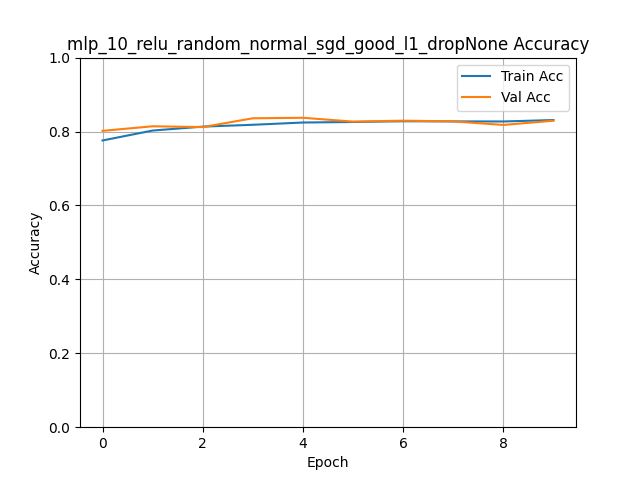 mlp_10_relu_random_normal_sgd_good_l1_dropNone Accuracy
1.0
0.8
0.6
0.4
0.2
0.0
Accuracy
Train Acc
Val Acc
0 2 4 6 8
Epoch